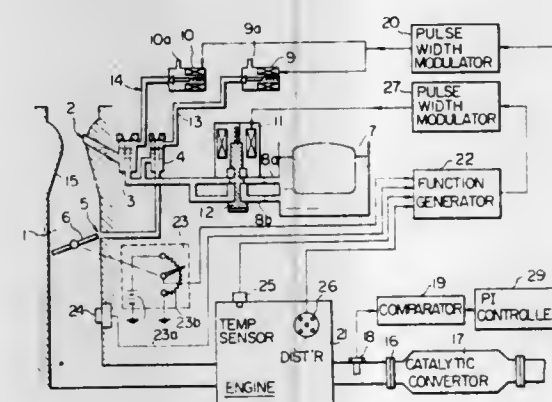 20
PULSE
WIDTH
MODULATOR
10a
10
9a
9
14
13
27
PULSE
WIDTH
MODULATOR
2
4
11
7
8a
22
FUNCTION
GENERATOR
15
3
12
8b
1
6
5
23
24
23a
23b
25
TEMP
SENSOR
26
DIST'R
21
ENGINE
19
COMPARATOR
29
PI
CONTROLLER
18
16
17
CATALYTIC
CONVERTOR